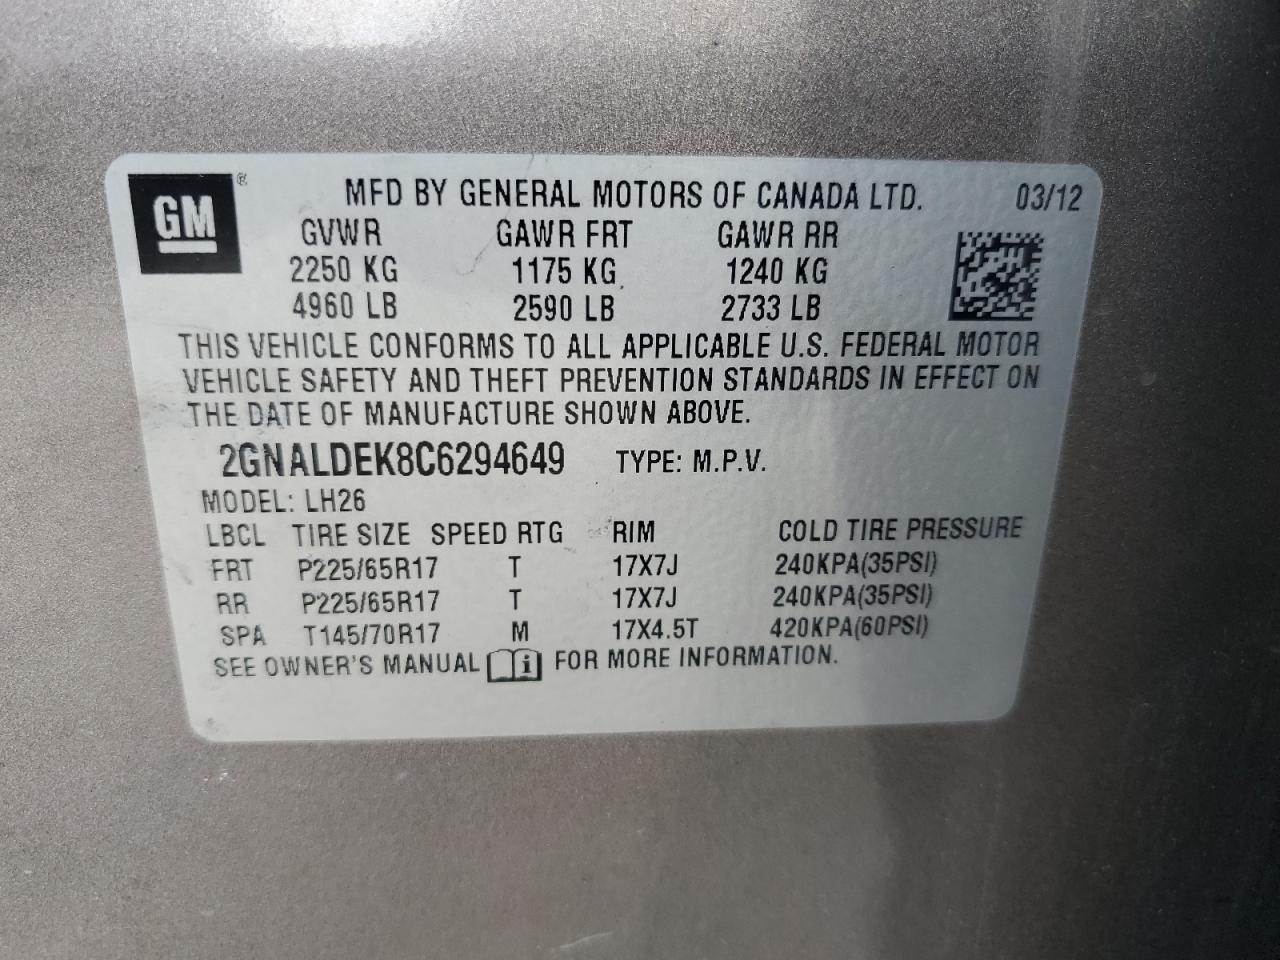 GM ®
MFD BY GENERAL MOTORS OF CANADA LTD. 03/12
GVWR GAWR FRT GAWR RR
2250 KG 1175 KG 1240 KG
4960 LB 2590 LB 2733 LB
THIS VEHICLE CONFORMS TO ALL APPLICABLE U.S. FEDERAL MOTOR
VEHICLE SAFETY AND THEFT PREVENTION STANDARDS IN EFFECT ON
THE DATE OF MANUFACTURE SHOWN ABOVE.
2GNALDEK8C6294649 TYPE: M.P.V.
MODEL: LH26
LBCL TIRE SIZE SPEED RTG RIM COLD TIRE PRESSURE
FRT P225/65R17 T 17X7J 240KPA(35PSI)
RR P225/65R17 T 17X7J 240KPA(35PSI)
SPA T145/70R17 M 17X4.5T 420KPA(60PSI)
SEE OWNER'S MANUAL i FOR MORE INFORMATION.